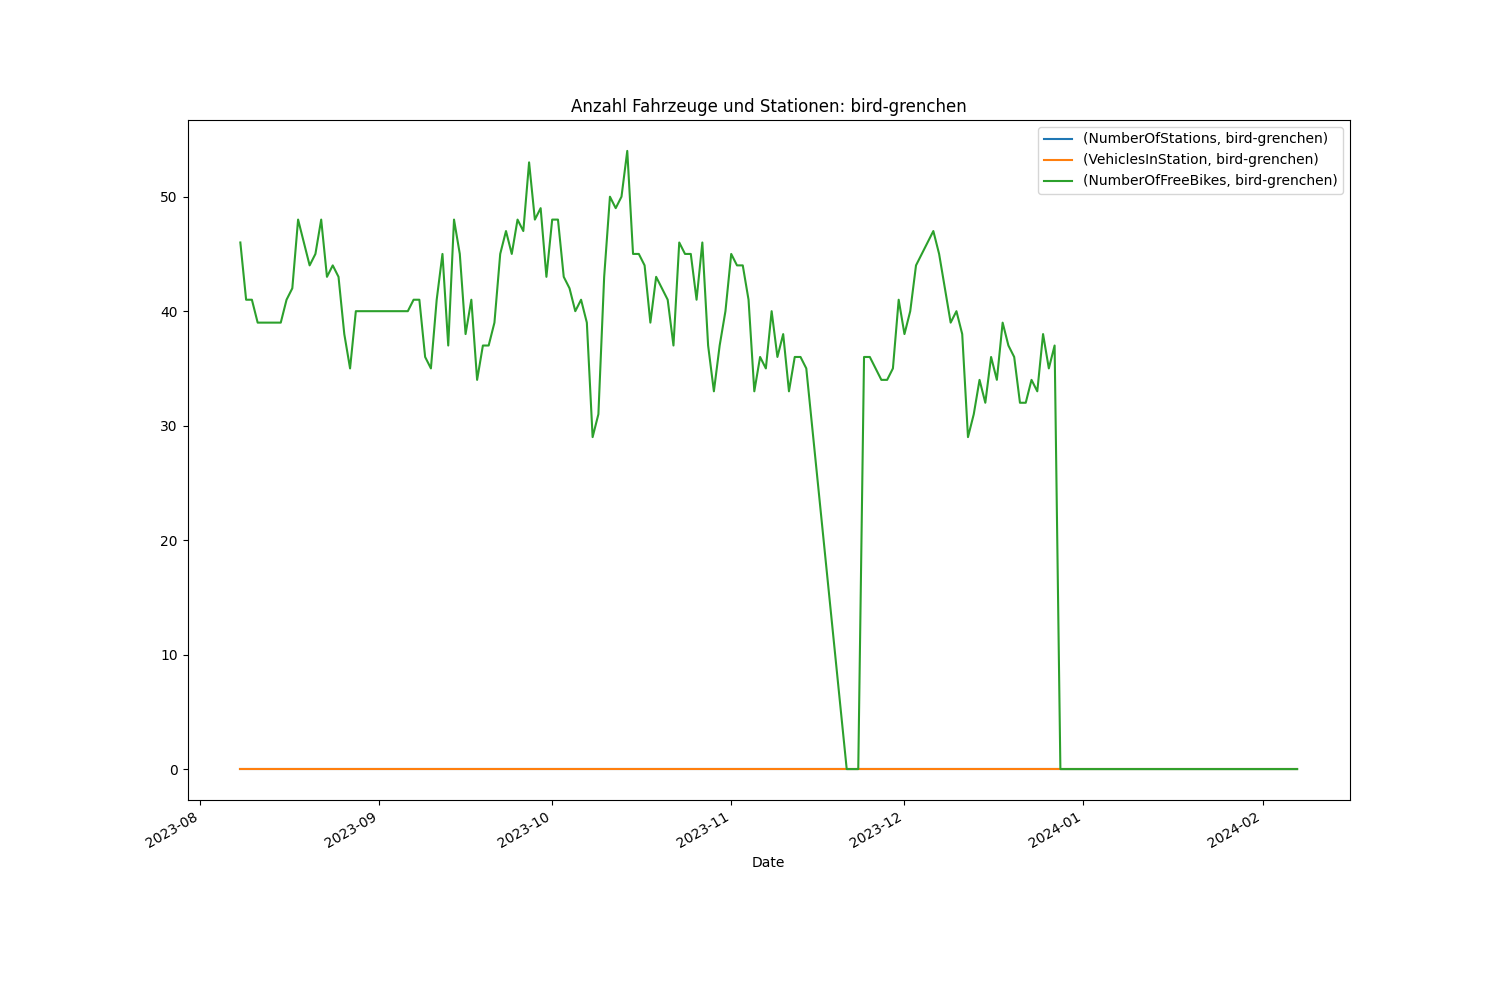 Anzahl Fahrzeuge und Stationen: bird-grenchen
(NumberOfStations, bird-grenchen)
(VehiclesInStation, bird-grenchen)
(NumberOfFreeBikes, bird-grenchen)
50
40
30
20
10
0
2023-08
2023-09
2023-10
2023-11
2023-12
2024-01
2024-02
Date